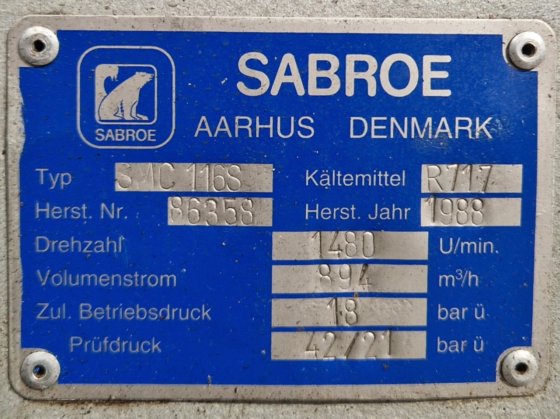 SABROE
SABROE
AARHUS DENMARK
Typ SMC 116S Kältemittel R717
Herst. Nr. 86358 Herst. Jahr 1988
Drehzahl 1480 U/min.
Volumenstrom 894 m³/h
Zul. Betriebsdruck 18 bar ü
Prüfdruck 42/21 bar ü